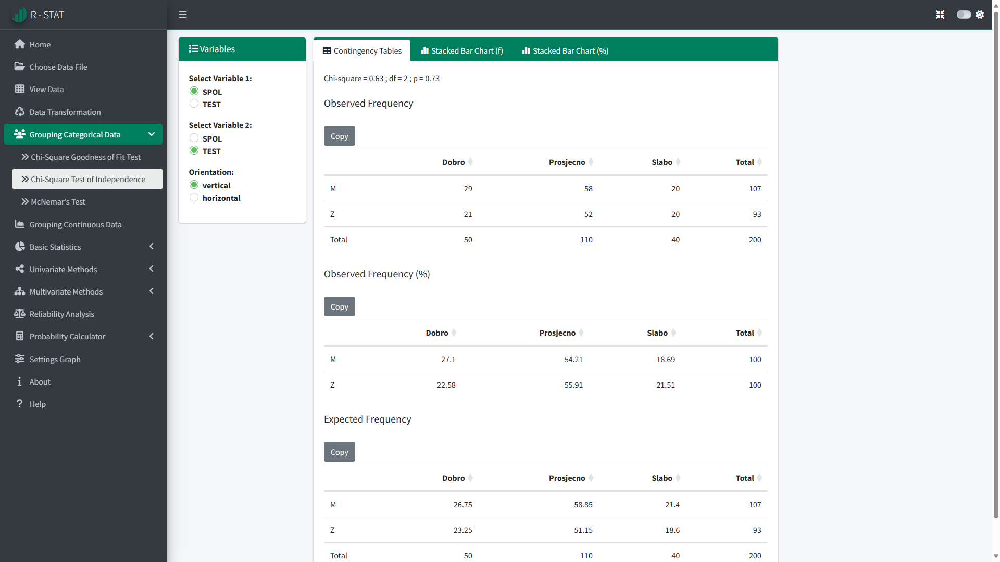 R - STAT
Home
Choose Data File
View Data
Data Transformation
Grouping Categorical Data
Chi-Square Goodness of Fit Test
Chi-Square Test of Independence
McNemar’s Test
Grouping Continuous Data
Basic Statistics
Univariate Methods
Multivariate Methods
Reliability Analysis
Probability Calculator
Settings Graph
About
Help
Variables
Select Variable 1:
SPOL
TEST
Select Variable 2:
SPOL
TEST
Orientation:
vertical
horizontal
Contingency Tables Stacked Bar Chart (f) Stacked Bar Chart (%)
Chi-square = 0.63 ; df = 2 ; p = 0.73
Observed Frequency
Copy
Dobro Prosjecno Slabo Total
M 29 58 20 107
Z 21 52 20 93
Total 50 110 40 200
Observed Frequency (%)
Copy
Dobro Prosjecno Slabo Total
M 27.1 54.21 18.69 100
Z 22.58 55.91 21.51 100
Expected Frequency
Copy
Dobro Prosjecno Slabo Total
M 26.75 58.85 21.4 107
Z 23.25 51.15 18.6 93
Total 50 110 40 200